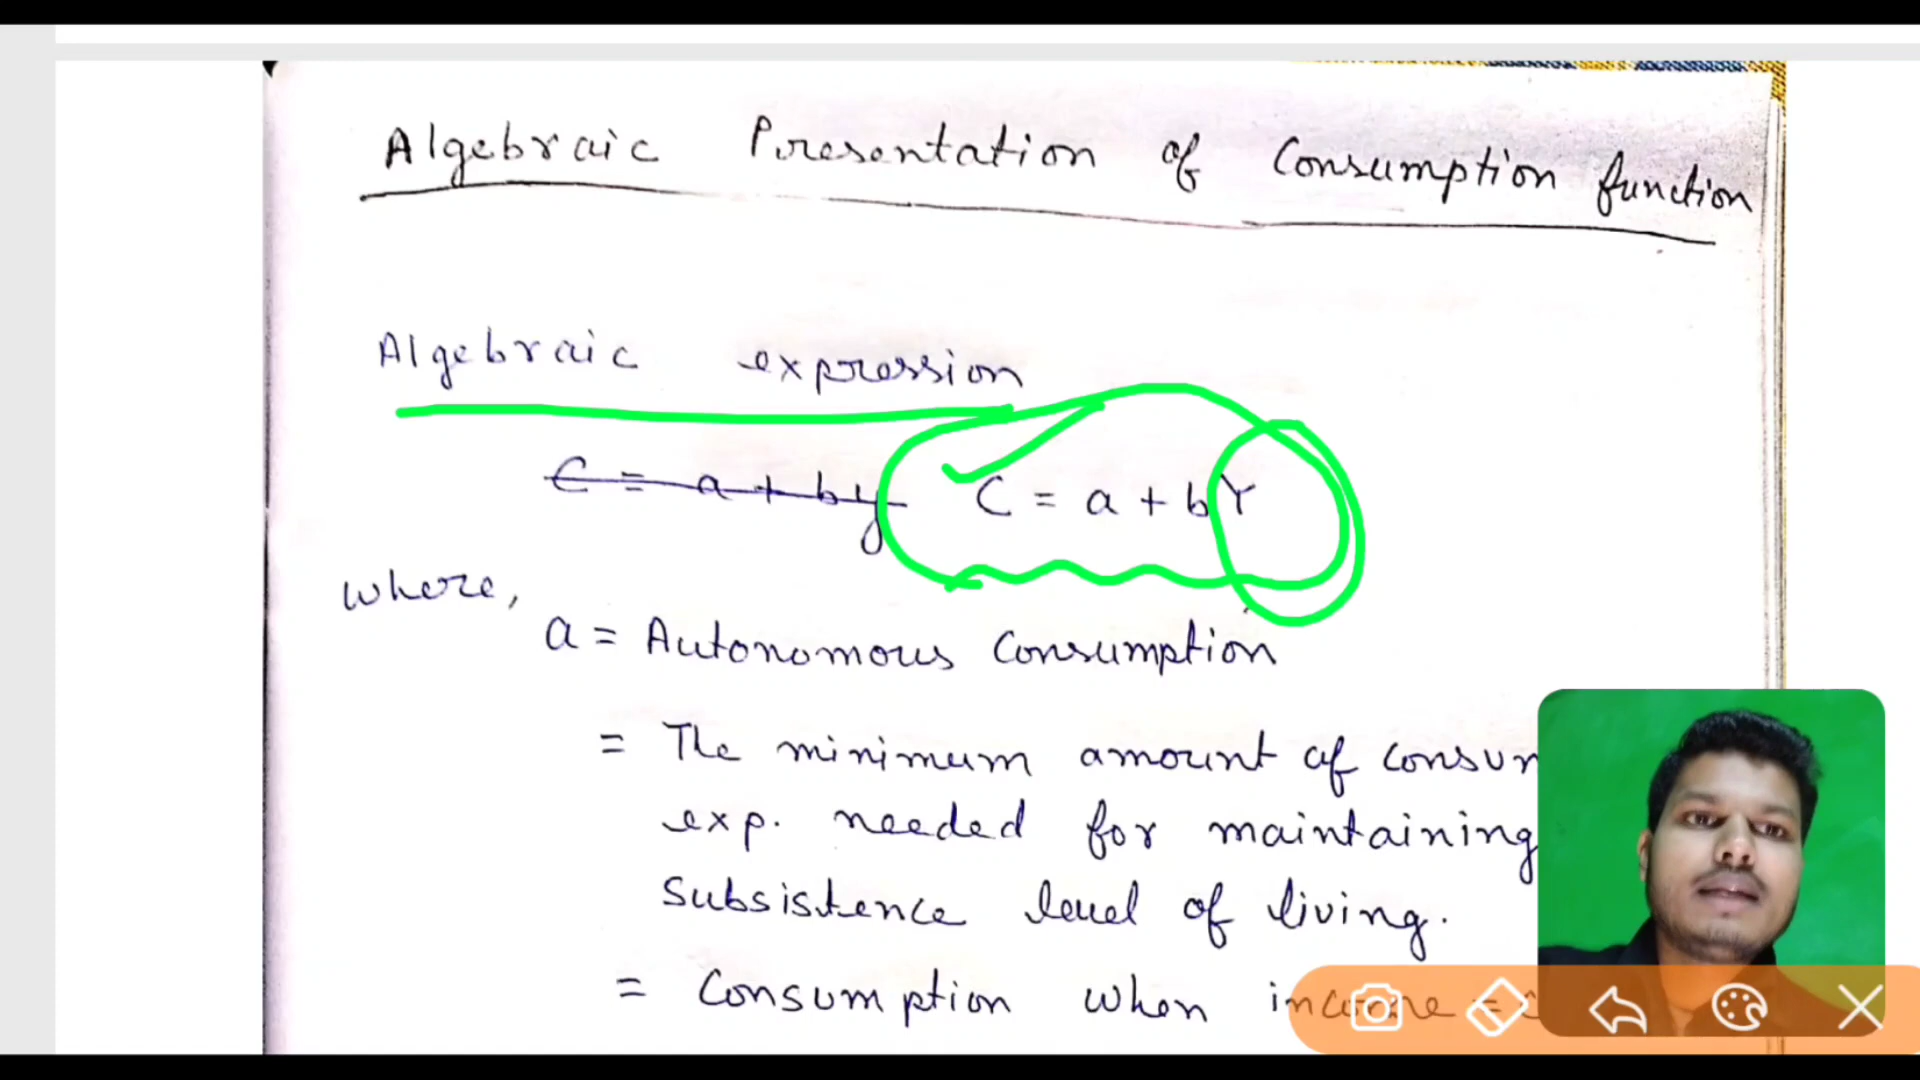 Algebraic Presentation of Consumption function
Algebraic expression
C = a + by C = a + bY
where,
a = Autonomous Consumption
= The minimum amount of
exp. needed for maintaining
Subsistence level of living.
= Consumption when income =